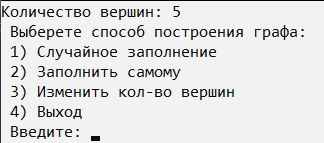 Количество вершин: 5
Выберете способ построения графа:
1) Случайное заполнение
2) Заполнить самому
3) Изменить кол-во вершин
4) Выход
Введите: